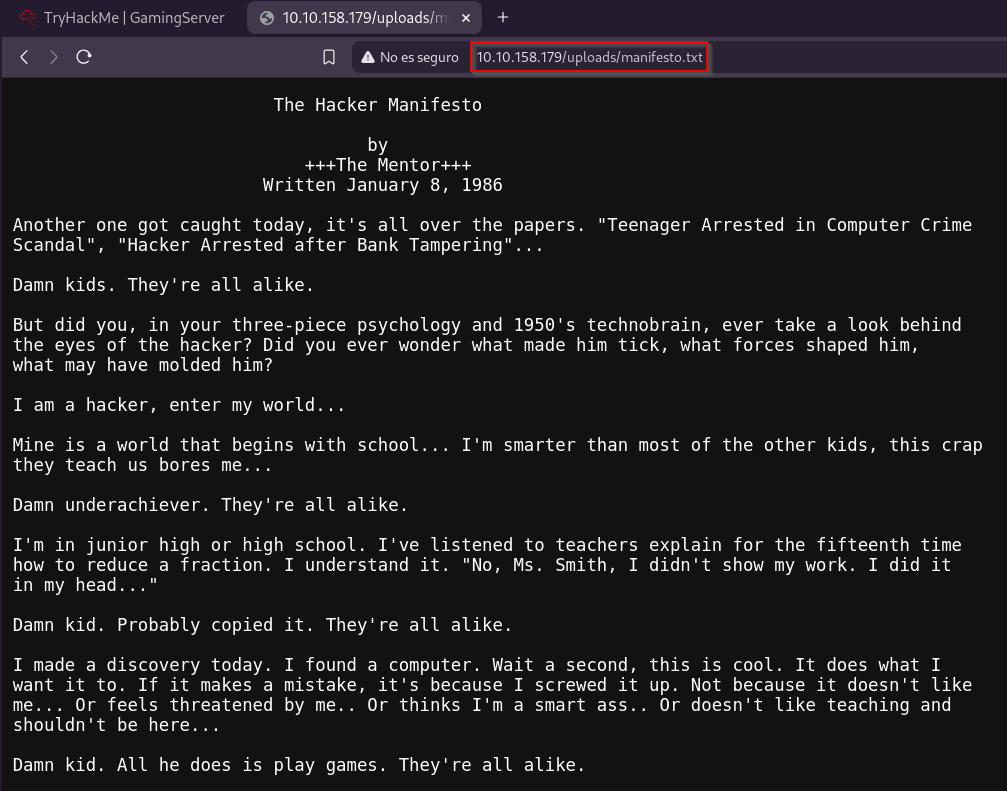 TryHackMe | GamingServer
10.10.158.179/uploads/m
No es seguro
10.10.158.179/uploads/manifesto.txt
The Hacker Manifesto
by
+++The Mentor+++
Written January 8, 1986
Another one got caught today, it's all over the papers. "Teenager Arrested in Computer Crime
Scandal", "Hacker Arrested after Bank Tampering"...
Damn kids. They're all alike.
But did you, in your three-piece psychology and 1950's technobrain, ever take a look behind
the eyes of the hacker? Did you ever wonder what made him tick, what forces shaped him,
what may have molded him?
I am a hacker, enter my world...
Mine is a world that begins with school... I'm smarter than most of the other kids, this crap
they teach us bores me...
Damn underachiever. They're all alike.
I'm in junior high or high school. I've listened to teachers explain for the fifteenth time
how to reduce a fraction. I understand it. "No, Ms. Smith, I didn't show my work. I did it
in my head..."
Damn kid. Probably copied it. They're all alike.
I made a discovery today. I found a computer. Wait a second, this is cool. It does what I
want it to. If it makes a mistake, it's because I screwed it up. Not because it doesn't like
me... Or feels threatened by me.. Or thinks I'm a smart ass.. Or doesn't like teaching and
shouldn't be here...
Damn kid. All he does is play games. They're all alike.